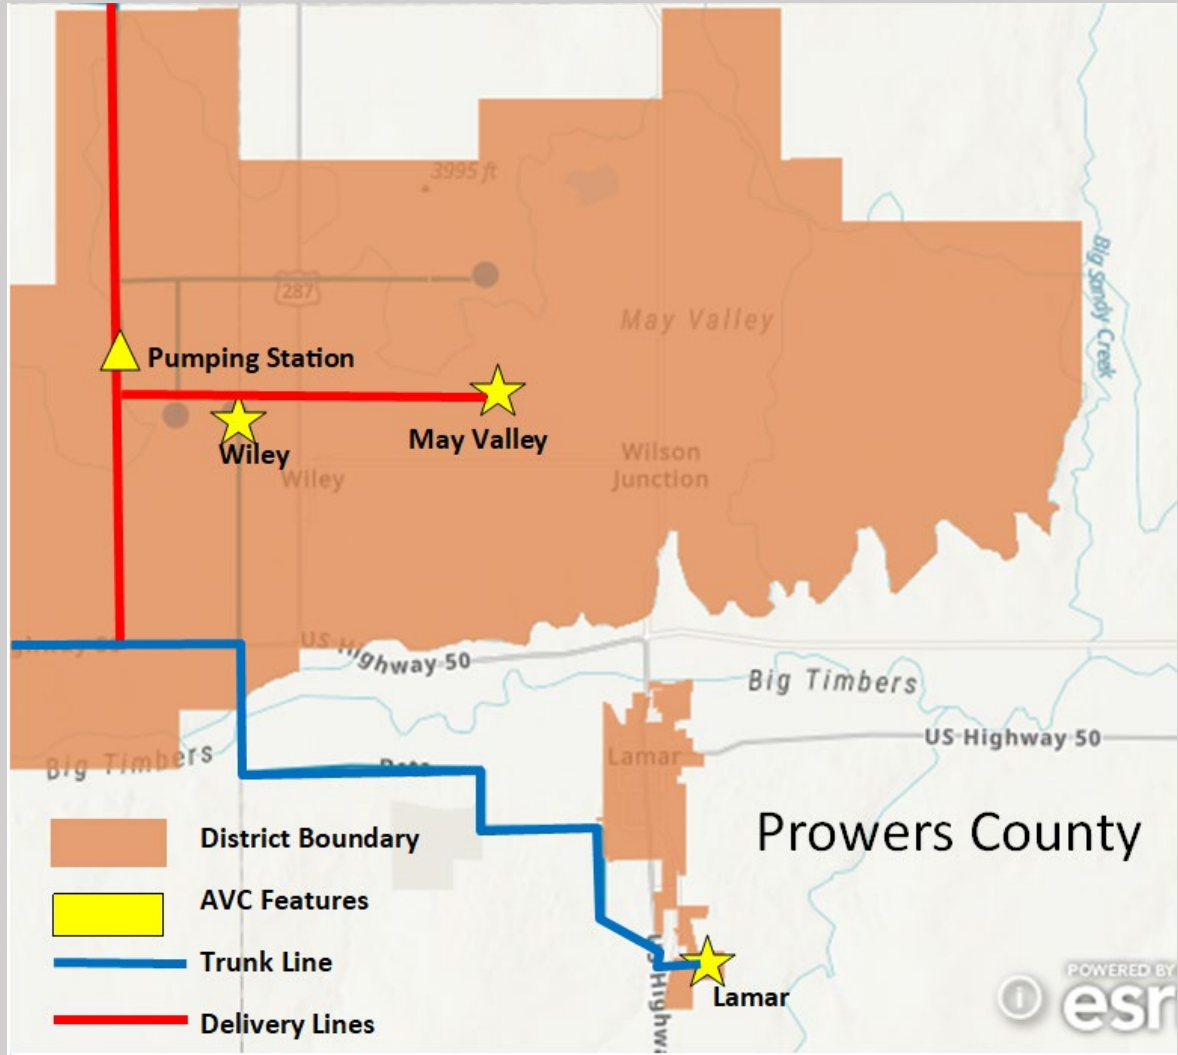 3995 ft
287
May Valley
Big Sandy Creek
Pumping Station
May Valley
Wiley
Wilson
Junction
Wiley
US Highway 50
Big Timbers
US Highway 50
Lamar
Big Timbers
Prowers County
District Boundary
AVC Features
Trunk Line
Delivery Lines
Lamar
US Highwa
POWERED BY
esri